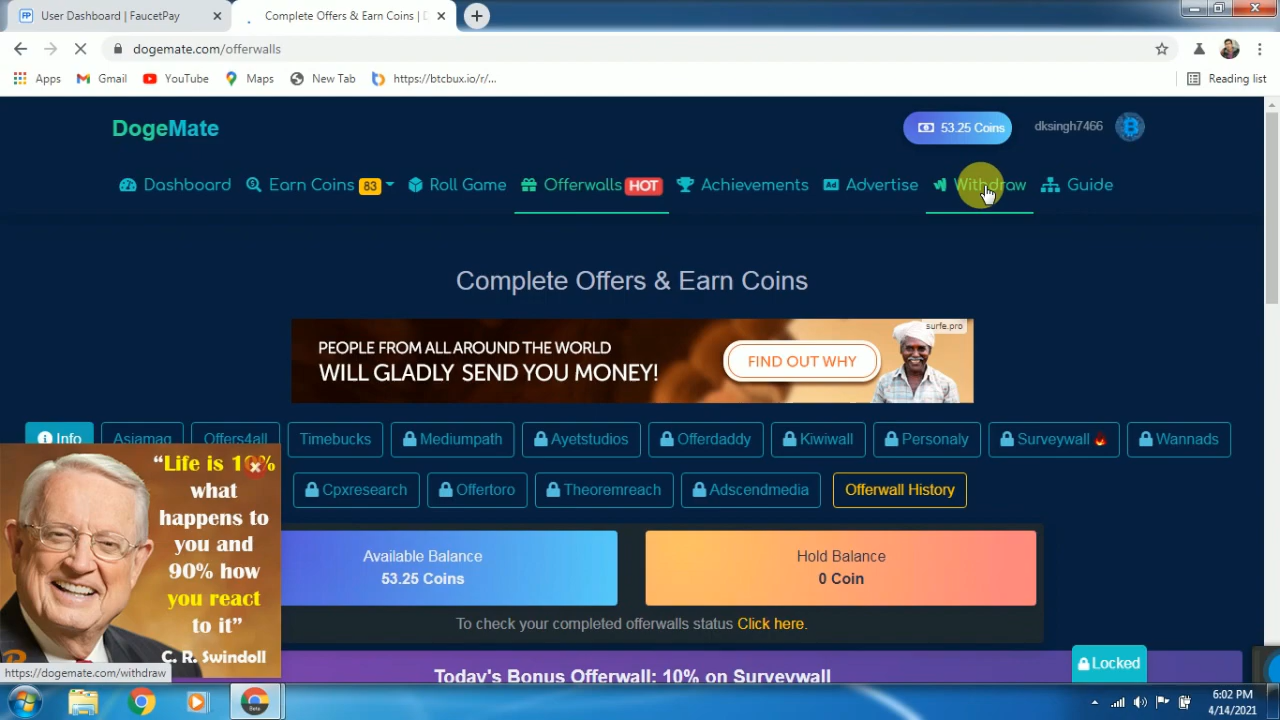 User Dashboard | FaucetPay
Complete Offers & Earn Coins |
dogemate.com/offerwalls
Apps
Gmail
YouTube
Maps
New Tab
https://btcbux.io/r/...
Reading list
DogeMate
53.25 Coins
dksingh7466
Dashboard
Earn Coins 83
Roll Game
Offerwalls HOT
Achievements
Advertise
Withdraw
Guide
Complete Offers & Earn Coins
surfe.pro
PEOPLE FROM ALL AROUND THE WORLD
WILL GLADLY SEND YOU MONEY!
FIND OUT WHY
Info
Asiamag
Offers4all
Timebucks
Mediumpath
Ayetstudios
Offerdaddy
Kiwiwall
Personaly
Surveywall
Wannads
Cpxresearch
Offertoro
Theoremreach
Adscendmedia
Offerwall History
Available Balance
53.25 Coins
Hold Balance
0 Coin
To check your completed offerwalls status Click here.
Today's Bonus Offerwall: 10% on Surveywall
Locked
“Life is 10%
what
happens to
you and
90% how
you react
to it”
C. R. Swindoll
https://dogemate.com/withdraw
6:02 PM
4/14/2021